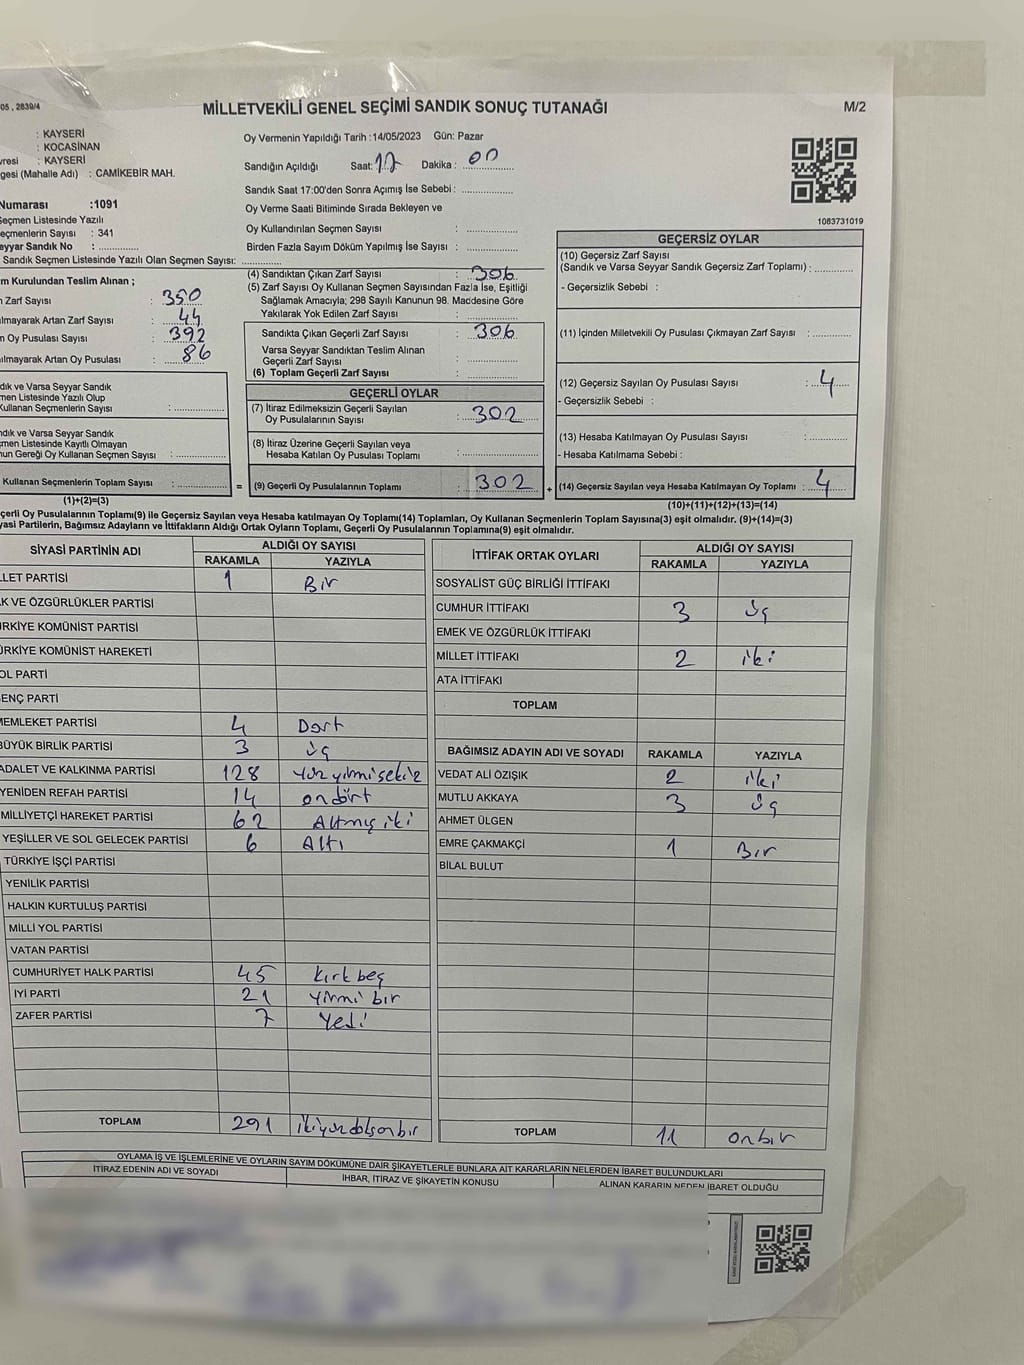 05 , 2839/4
MİLLETVEKİLİ GENEL SEÇİMİ SANDIK SONUÇ TUTANAĞI
M/2
: KAYSERİ
: KOCASİNAN
: KAYSERİ
gesi (Mahalle Adı) : CAMİKEBİR MAH.
Numarası :1091
Seçmen Listesinde Yazılı
eçmenlerin Sayısı : 341
eyyar Sandık No : ..............
Sandık Seçmen Listesinde Yazılı Olan Seçmen Sayısı: ..............
Oy Vermenin Yapıldığı Tarih :14/05/2023 Gün: Pazar
Sandığın Açıldığı Saat: 17 Dakika : 00
Sandık Saat 17:00'den Sonra Açımış İse Sebebi : ..............
Oy Verme Saati Bitiminde Sırada Bekleyen ve
Oy Kullandırılan Seçmen Sayısı : ..............
Birden Fazla Sayım Döküm Yapılmış İse Sayısı : ..............
1083731019
m Kurulundan Teslim Alınan ;
n Zarf Sayısı : 350
lmayarak Artan Zarf Sayısı : 44
n Oy Pusulası Sayısı : 392
ılmayarak Artan Oy Pusulası : 86
dık ve Varsa Seyyar Sandık
men Listesinde Yazılı Olup
Kullanan Seçmenlerin Sayısı : ..............
ndık ve Varsa Seyyar Sandık
men Listesinde Kayıtlı Olmayan
nun Gereği Oy Kullanan Seçmen Sayısı : ..............
Kullanan Seçmenlerin Toplam Sayısı : ..............
(1)+(2)=(3)
(4) Sandıktan Çıkan Zarf Sayısı : 306
(5) Zarf Sayısı Oy Kullanan Seçmen Sayısından Fazla İse, Eşitliği
Sağlamak Amacıyla; 298 Sayılı Kanunun 98. Maddesine Göre
Yakılarak Yok Edilen Zarf Sayısı : ..............
Sandıkta Çıkan Geçerli Zarf Sayısı : 306
Varsa Seyyar Sandıktan Teslim Alınan
Geçerli Zarf Sayısı : ..............
(6) Toplam Geçerli Zarf Sayısı : ..............
GEÇERLİ OYLAR
(7) İtiraz Edilmeksizin Geçerli Sayılan
Oy Pusulalarının Sayısı : 302
(8) İtiraz Üzerine Geçerli Sayılan veya
Hesaba Katılan Oy Pusulası Toplamı : ..............
= (9) Geçerli Oy Pusulalarının Toplamı : 302 +
GEÇERSİZ OYLAR
(10) Geçersiz Zarf Sayısı
(Sandık ve Varsa Seyyar Sandık Geçersiz Zarf Toplamı) : ..............
- Geçersizlik Sebebi :
(11) İçinden Milletvekili Oy Pusulası Çıkmayan Zarf Sayısı : ..............
(12) Geçersiz Sayılan Oy Pusulası Sayısı : 4
- Geçersizlik Sebebi :
(13) Hesaba Katılmayan Oy Pusulası Sayısı : ..............
- Hesaba Katılmama Sebebi :
(14) Geçersiz Sayılan veya Hesaba Katılmayan Oy Toplamı : 4
(10)+(11)+(12)+(13)=(14)
çerli Oy Pusulalarının Toplamı(9) ile Geçersiz Sayılan veya Hesaba katılmayan Oy Toplamı(14) Toplamları, Oy Kullanan Seçmenlerin Toplam Sayısına(3) eşit olmalıdır. (9)+(14)=(3)
yasi Partilerin, Bağımsız Adayların ve İttifakların Aldığı Ortak Oyların Toplamı, Geçerli Oy Pusulalarının Toplamına(9) eşit olmalıdır.
SİYASİ PARTİNİN ADI ALDIĞI OY SAYISI
RAKAMLA YAZIYLA
LLET PARTİSİ 1 Bir
K VE ÖZGÜRLÜKLER PARTİSİ
RKİYE KOMÜNİST PARTİSİ
ÜRKİYE KOMÜNİST HAREKETİ
OL PARTİ
ENÇ PARTİ
MEMLEKET PARTİSİ 4 Dört
BÜYÜK BİRLİK PARTİSİ 3 üç
ADALET VE KALKINMA PARTİSİ 128 Yüz yirmi sekiz
YENİDEN REFAH PARTİSİ 14 on dört
MİLLİYETÇİ HAREKET PARTİSİ 62 Altmış iki
YEŞİLLER VE SOL GELECEK PARTİSİ 6 Altı
TÜRKİYE İŞÇİ PARTİSİ
YENİLİK PARTİSİ
HALKIN KURTULUŞ PARTİSİ
MİLLİ YOL PARTİSİ
VATAN PARTİSİ
CUMHURİYET HALK PARTİSİ 45 kırk beş
İYİ PARTİ 21 yirmi bir
ZAFER PARTİSİ 7 Yedi
TOPLAM 291 ikiyüz doksan bir
İTTİFAK ORTAK OYLARI ALDIĞI OY SAYISI
RAKAMLA YAZIYLA
SOSYALİST GÜÇ BİRLİĞİ İTTİFAKI
CUMHUR İTTİFAKI 3 üç
EMEK VE ÖZGÜRLÜK İTTİFAKI
MİLLET İTTİFAKI 2 iki
ATA İTTİFAKI
TOPLAM
BAĞIMSIZ ADAYIN ADI VE SOYADI RAKAMLA YAZIYLA
VEDAT ALİ ÖZIŞIK 2 iki
MUTLU AKKAYA 3 üç
AHMET ÜLGEN
EMRE ÇAKMAKÇİ 1 Bir
BİLAL BULUT
TOPLAM 11 on bir
OYLAMA İŞ VE İŞLEMLERİNE VE OYLARIN SAYIM DÖKÜMÜNE DAİR ŞİKAYETLERLE BUNLARA AİT KARARLARIN NELERDEN İBARET BULUNDUKLARI
İTİRAZ EDENİN ADI VE SOYADI İHBAR, İTİRAZ VE ŞİKAYETİN KONUSU ALINAN KARARIN NEDEN İBARET OLDUĞU